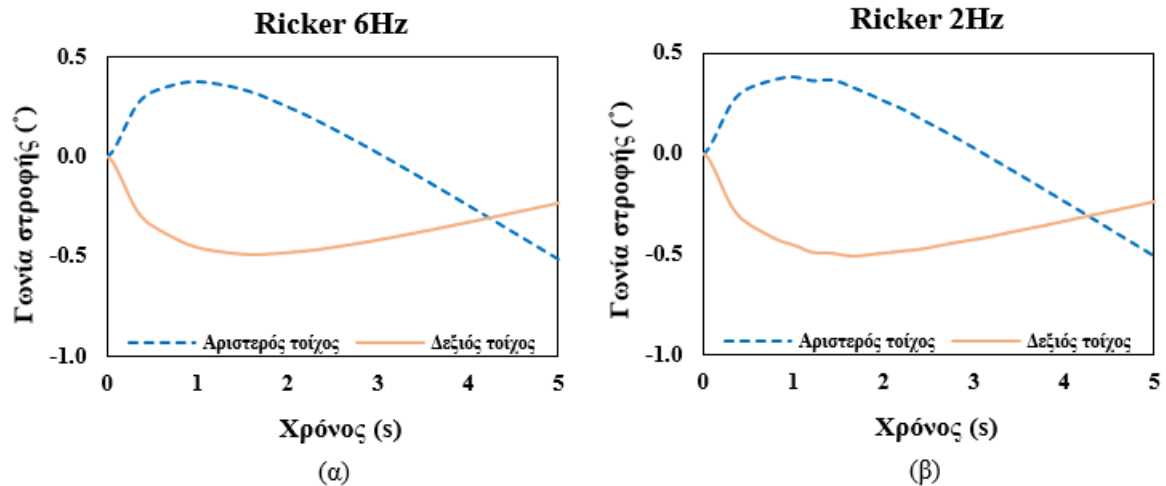 Ricker 6Hz
0.5
0.0
-0.5
-1.0
Γωνία στροφής (˚)
Αριστερός τοίχος Δεξιός τοίχος
0 1 2 3 4 5
Χρόνος (s)
(α)
Ricker 2Hz
0.5
0.0
-0.5
-1.0
Γωνία στροφής (˚)
Αριστερός τοίχος Δεξιός τοίχος
0 1 2 3 4 5
Χρόνος (s)
(β)